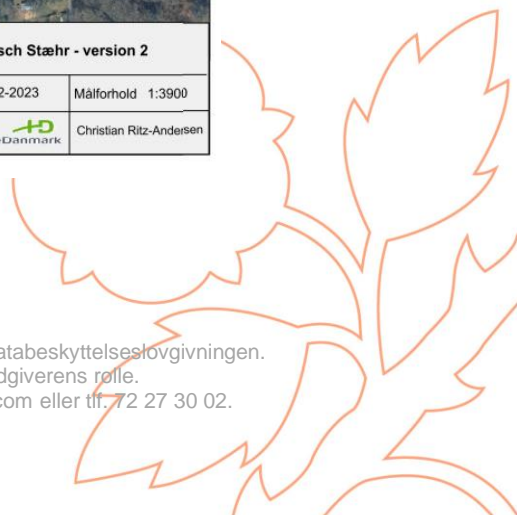 sch Stæhr - version 2
2-2023 Målforhold 1:3900
Danmark Christian Ritz-Andersen
atabeskyttelseslovgivningen.
dgiverens rolle.
com eller tlf. 72 27 30 02.